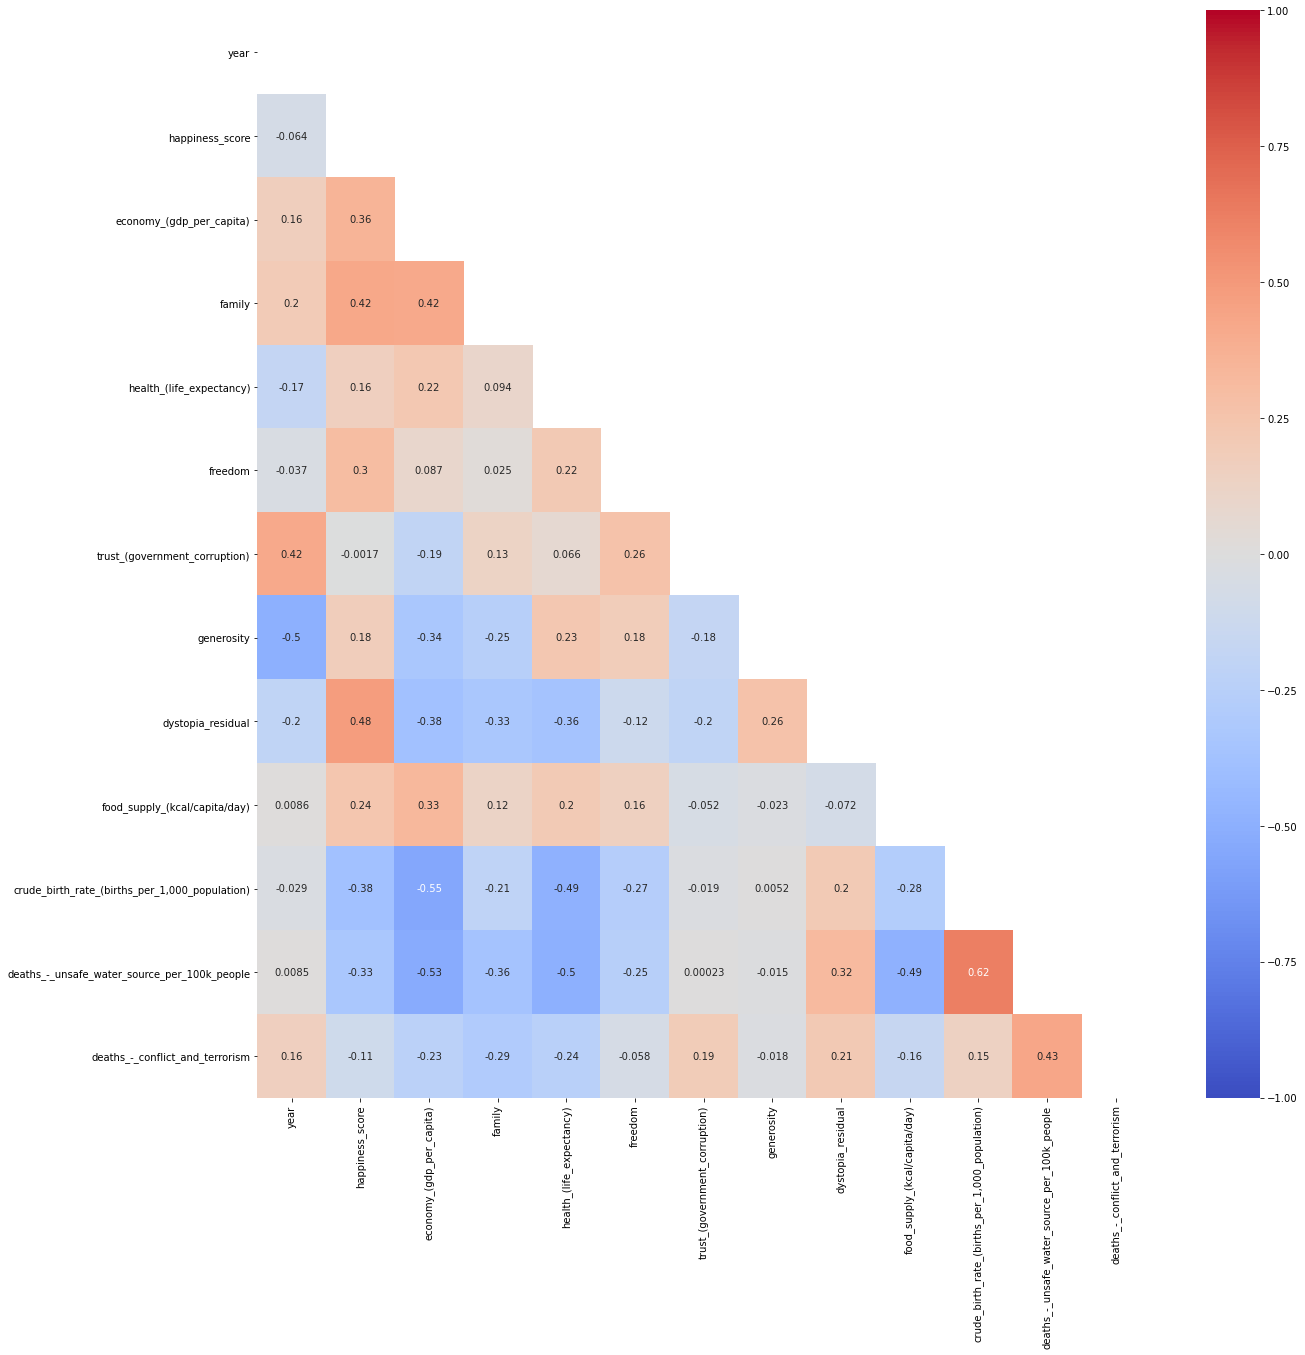 year
happiness_score
-0.064
economy_(gdp_per_capita)
0.16 0.36
family
0.2 0.42 0.42
health_(life_expectancy)
-0.17 0.16 0.22 0.094
freedom
-0.037 0.3 0.087 0.025 0.22
trust_(government_corruption)
0.42 -0.0017 -0.19 0.13 0.066 0.26
generosity
-0.5 0.18 -0.34 -0.25 0.23 0.18 -0.18
dystopia_residual
-0.2 0.48 -0.38 -0.33 -0.36 -0.12 -0.2 0.26
food_supply_(kcal/capita/day)
0.0086 0.24 0.33 0.12 0.2 0.16 -0.052 -0.023 -0.072
crude_birth_rate_(births_per_1,000_population)
-0.029 -0.38 -0.55 -0.21 -0.49 -0.27 -0.019 0.0052 0.2 -0.28
deaths_-_unsafe_water_source_per_100k_people
0.0085 -0.33 -0.53 -0.36 -0.5 -0.25 0.00023 -0.015 0.32 -0.49 0.62
deaths_-_conflict_and_terrorism
0.16 -0.11 -0.23 -0.29 -0.24 -0.058 0.19 -0.018 0.21 -0.16 0.15 0.43
year
happiness_score
economy_(gdp_per_capita)
family
health_(life_expectancy)
freedom
trust_(government_corruption)
generosity
dystopia_residual
food_supply_(kcal/capita/day)
crude_birth_rate_(births_per_1,000_population)
deaths_-_unsafe_water_source_per_100k_people
deaths_-_conflict_and_terrorism
1.00
0.75
0.50
0.25
0.00
−0.25
−0.50
−0.75
−1.00